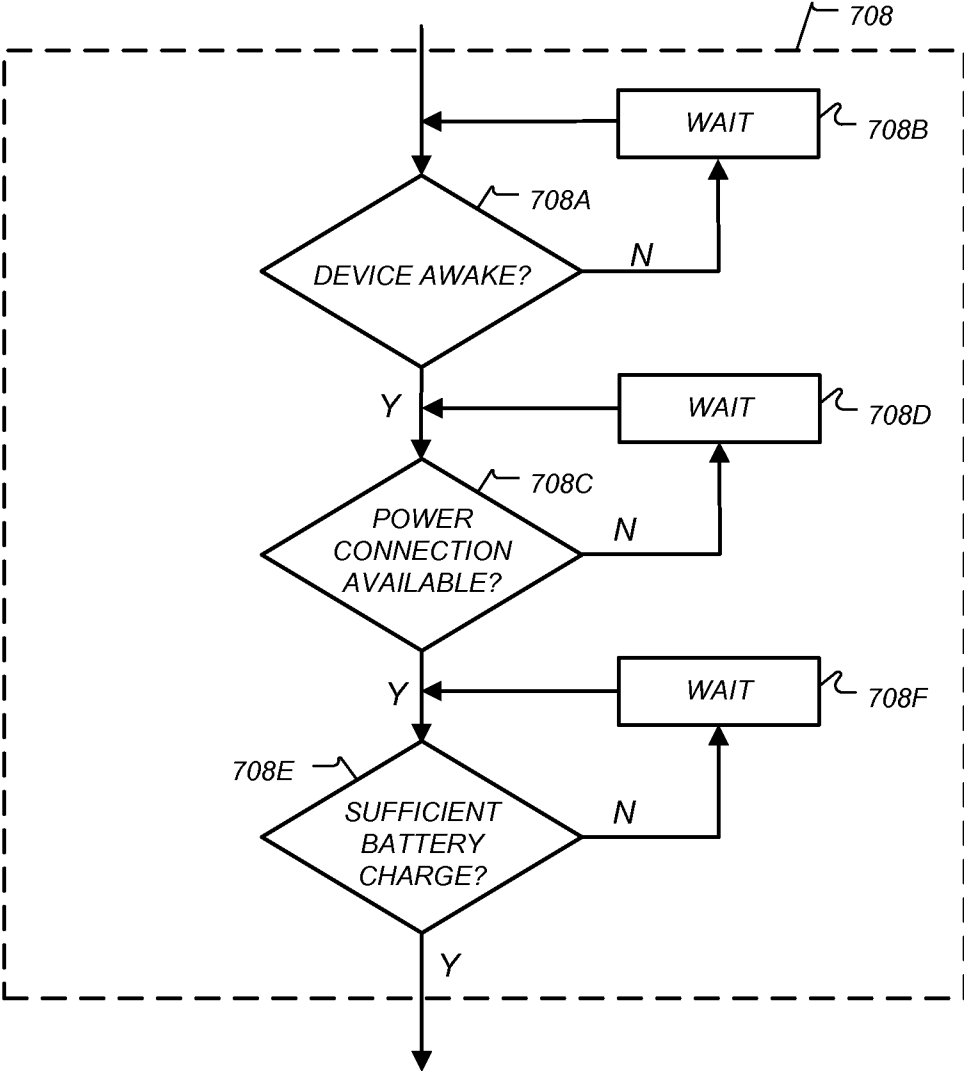 708
WAIT
708B
708A
DEVICE AWAKE?
N
WAIT
708D
Y
708C
POWER
CONNECTION
AVAILABLE?
N
WAIT
708F
Y
708E
SUFFICIENT
BATTERY
CHARGE?
N
Y